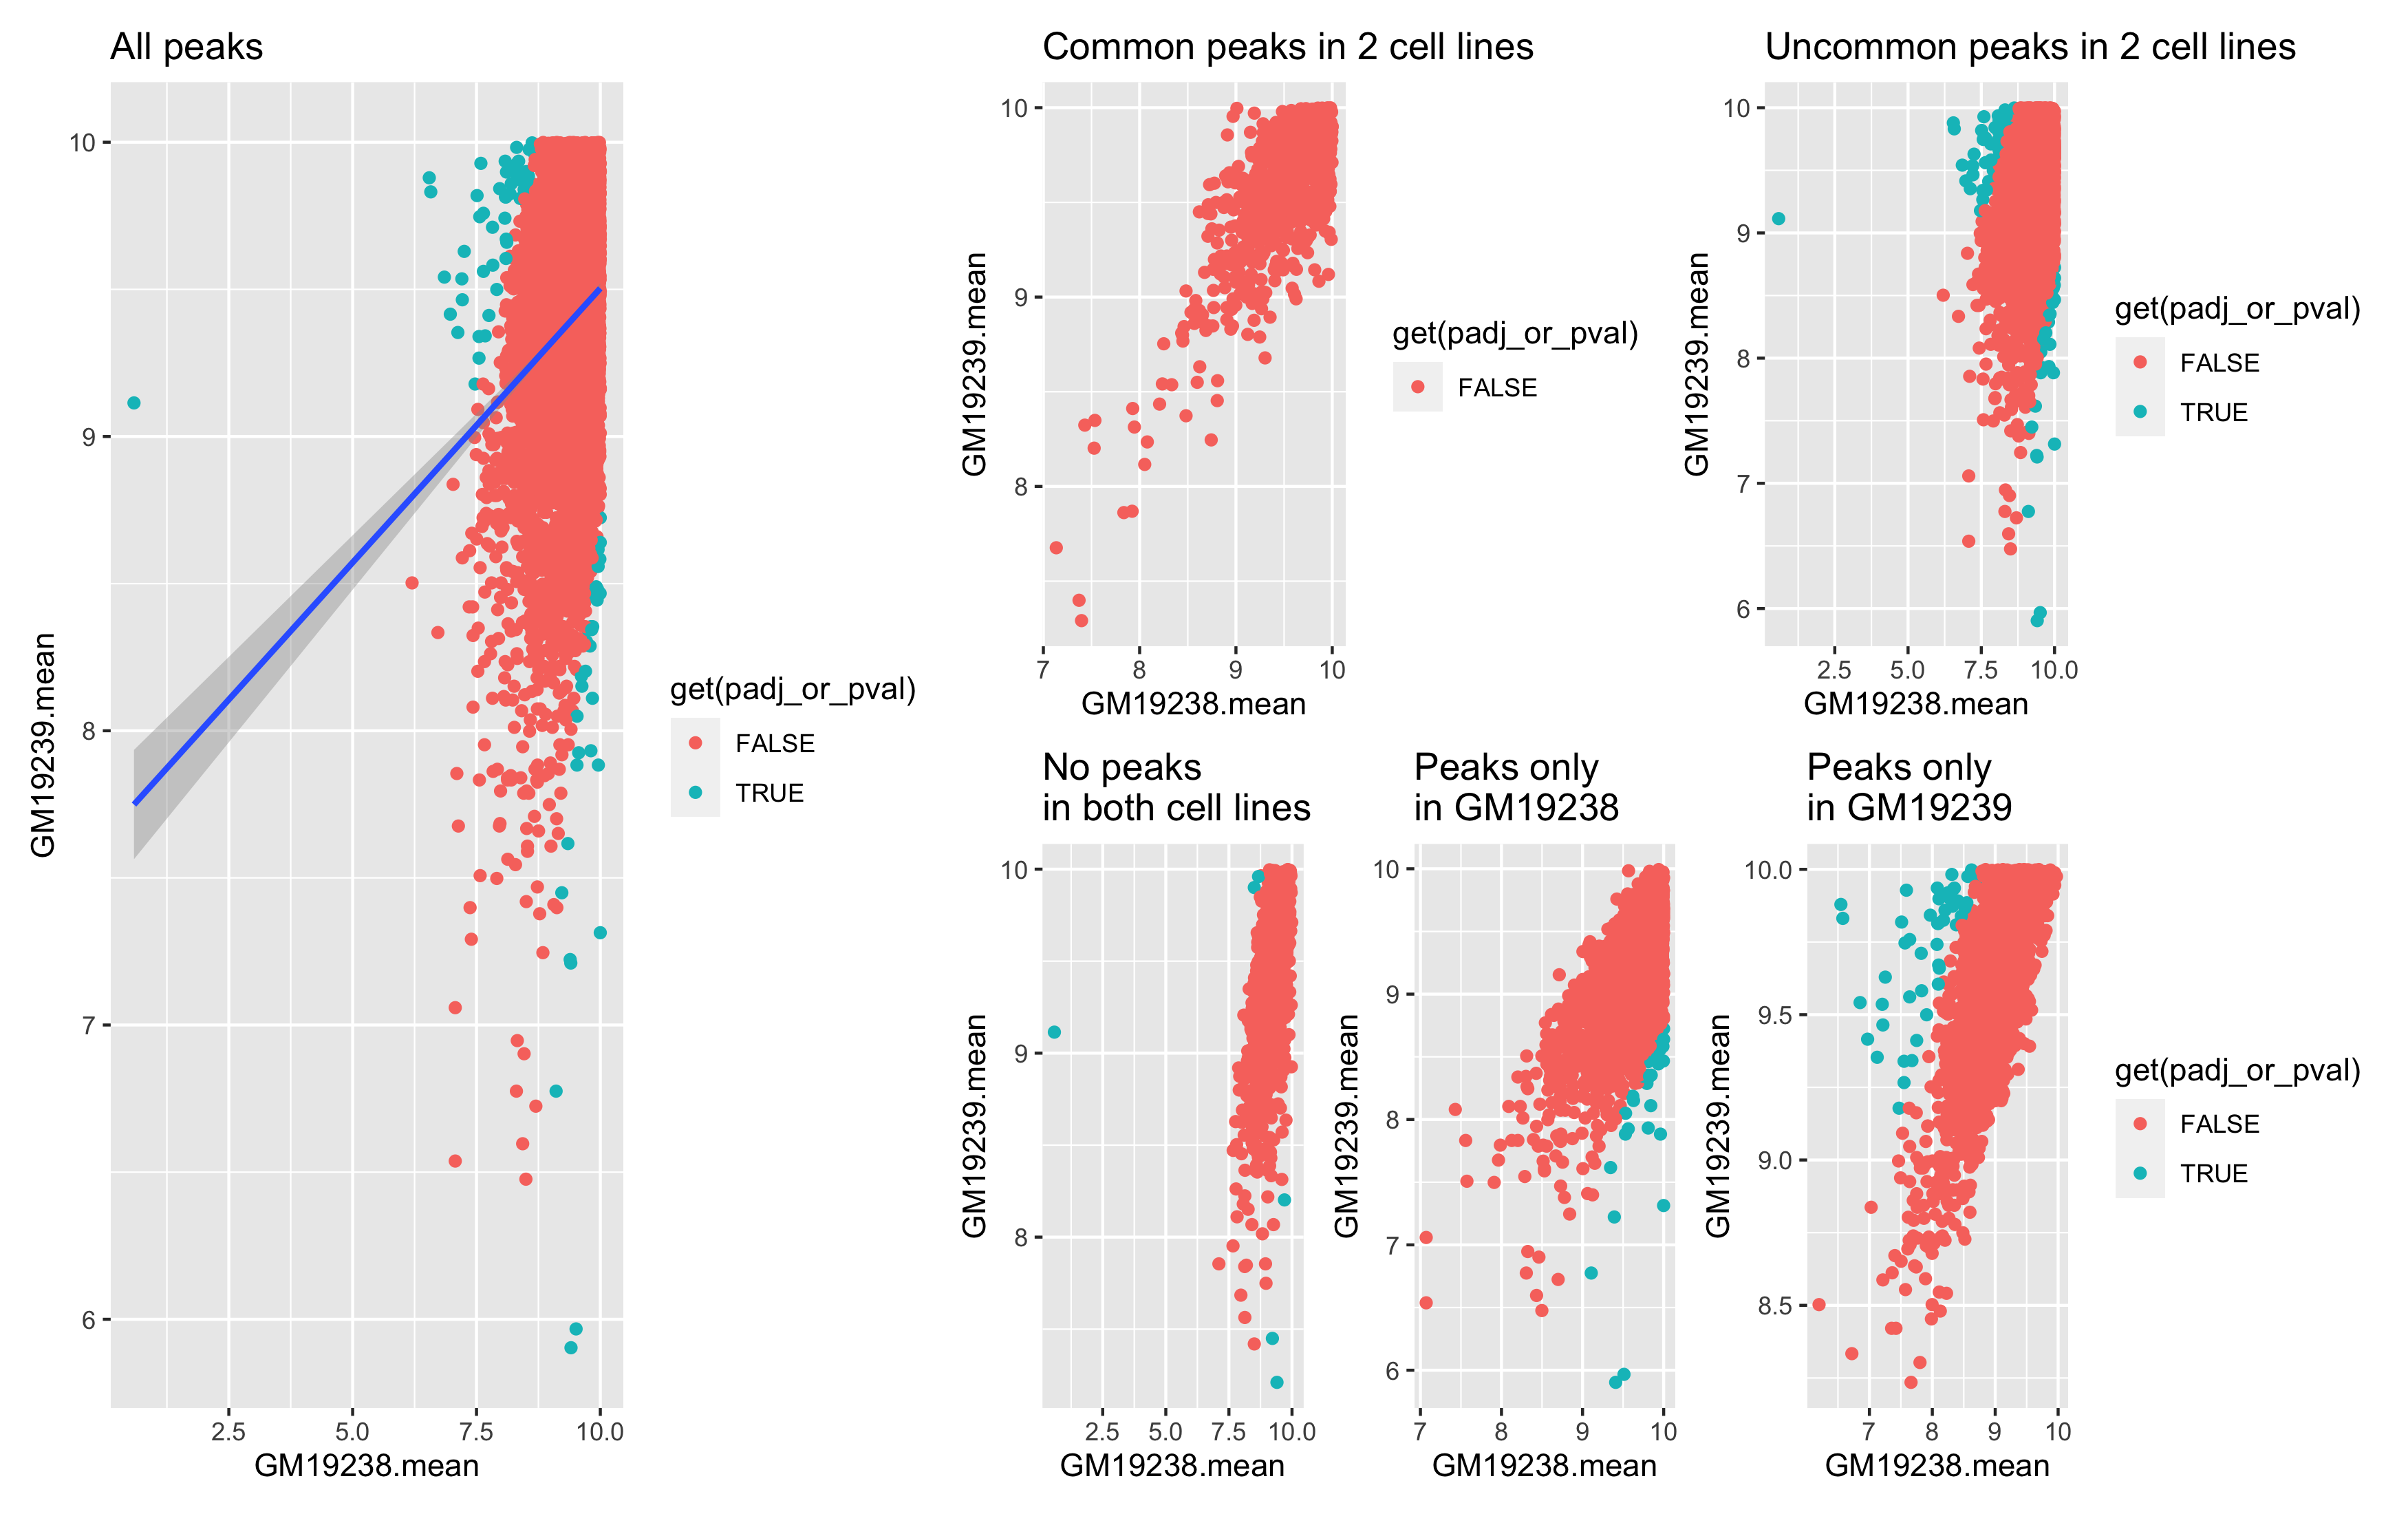 All peaks
10
9
8
7
6
GM19239.mean
2.5 5.0 7.5 10.0
GM19238.mean
get(padj_or_pval)
FALSE
TRUE
Common peaks in 2 cell lines
10
9
8
GM19239.mean
7 8 9 10
GM19238.mean
get(padj_or_pval)
FALSE
Uncommon peaks in 2 cell lines
10
9
8
7
6
GM19239.mean
2.5 5.0 7.5 10.0
GM19238.mean
get(padj_or_pval)
FALSE
TRUE
No peaks
in both cell lines
10
9
8
GM19239.mean
2.5 5.0 7.5 10.0
GM19238.mean
Peaks only
in GM19238
10
9
8
7
6
GM19239.mean
7 8 9 10
GM19238.mean
Peaks only
in GM19239
10.0
9.5
9.0
8.5
GM19239.mean
7 8 9 10
GM19238.mean
get(padj_or_pval)
FALSE
TRUE